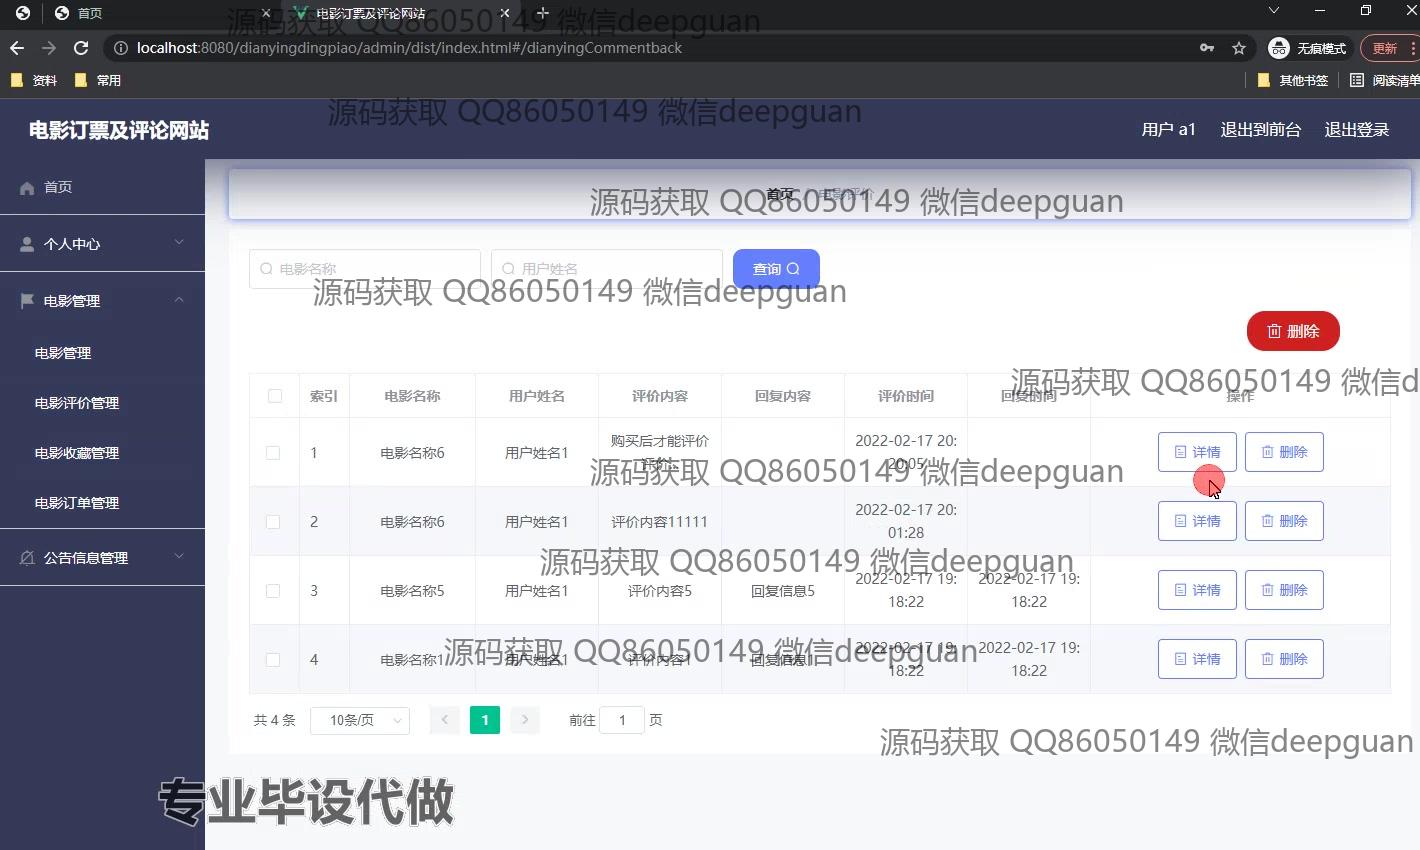 首页
电影订票及评论网站
localhost:8080/dianyingdingpiao/admin/dist/index.html#/dianyingCommentback
无痕模式
更新
资料
常用
其他书签
阅读清单
源码获取 QQ86050149 微信deepguan
源码获取 QQ86050149 微信deepguan
电影订票及评论网站
用户 a1
退出到前台
退出登录
首页
个人中心
电影管理
电影管理
电影评价管理
电影收藏管理
电影订单管理
公告信息管理
首页
电影评价
源码获取 QQ86050149 微信deepguan
电影名称
用户姓名
查询
源码获取 QQ86050149 微信deepguan
删除
源码获取 QQ86050149 微信d
索引 电影名称 用户姓名 评价内容 回复内容 评价时间 回复时间 操作
1 电影名称6 用户姓名1 购买后才能评价 2022-02-17 20:20:05 详情 删除
源码获取 QQ86050149 微信deepguan
2 电影名称6 用户姓名1 评价内容11111 2022-02-17 20:01:28 详情 删除
源码获取 QQ86050149 微信deepguan
3 电影名称5 用户姓名1 评价内容5 回复信息5 2022-02-17 19:18:22 2022-02-17 19:18:22 详情 删除
4 电影名称1 用户姓名1 评价内容1 回复信息1 2022-02-17 19:18:22 2022-02-17 19:18:22 详情 删除
源码获取 QQ86050149 微信deepguan
共 4 条 10条/页 1 前往 1 页
源码获取 QQ86050149 微信deepguan
专业毕设代做